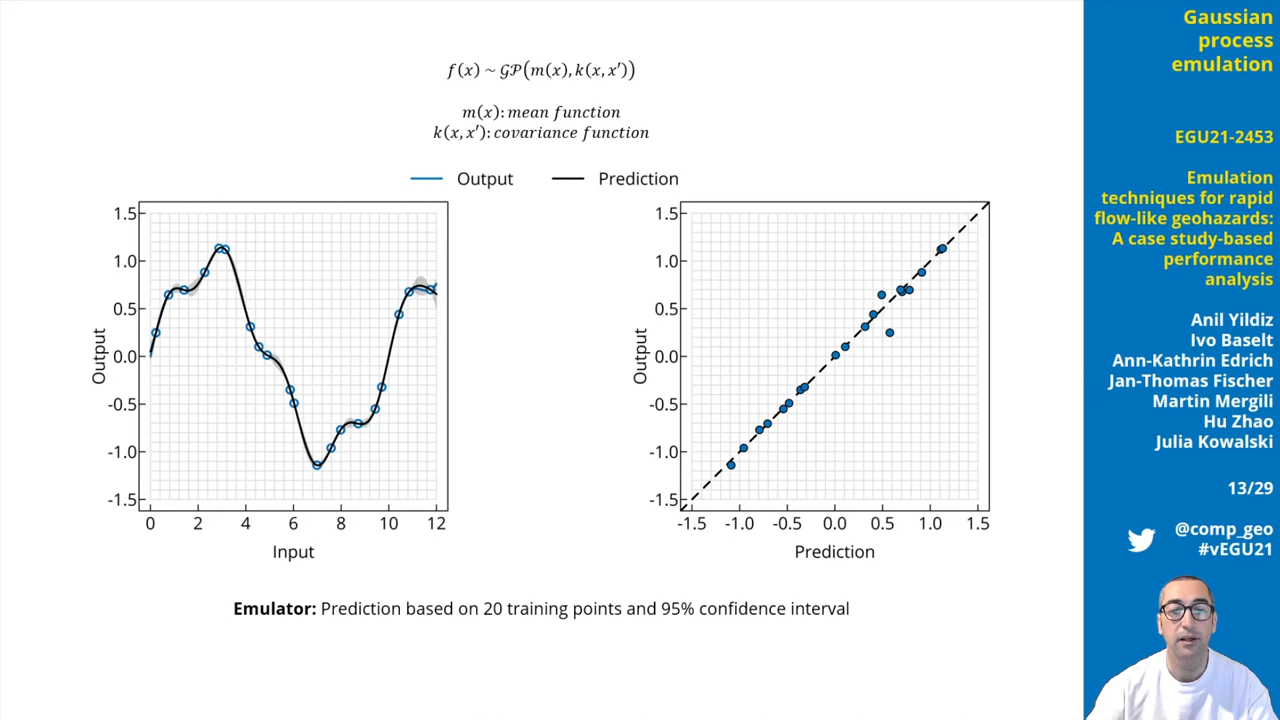 f(x) ~ 𝒢𝒫(m(x), k(x, x′))
m(x): mean function
k(x, x′): covariance function
Output
Prediction
1.5
1.0
0.5
0.0
-0.5
-1.0
-1.5
Output
0 2 4 6 8 10 12
Input
1.5
1.0
0.5
0.0
-0.5
-1.0
-1.5
Output
-1.5 -1.0 -0.5 0.0 0.5 1.0 1.5
Prediction
Emulator: Prediction based on 20 training points and 95% confidence interval
Gaussian
process
emulation
EGU21-2453
Emulation
techniques for rapid
flow-like geohazards:
A case study-based
performance
analysis
Anil Yildiz
Ivo Baselt
Ann-Kathrin Edrich
Jan-Thomas Fischer
Martin Mergili
Hu Zhao
Julia Kowalski
13/29
@comp_geo
#vEGU21